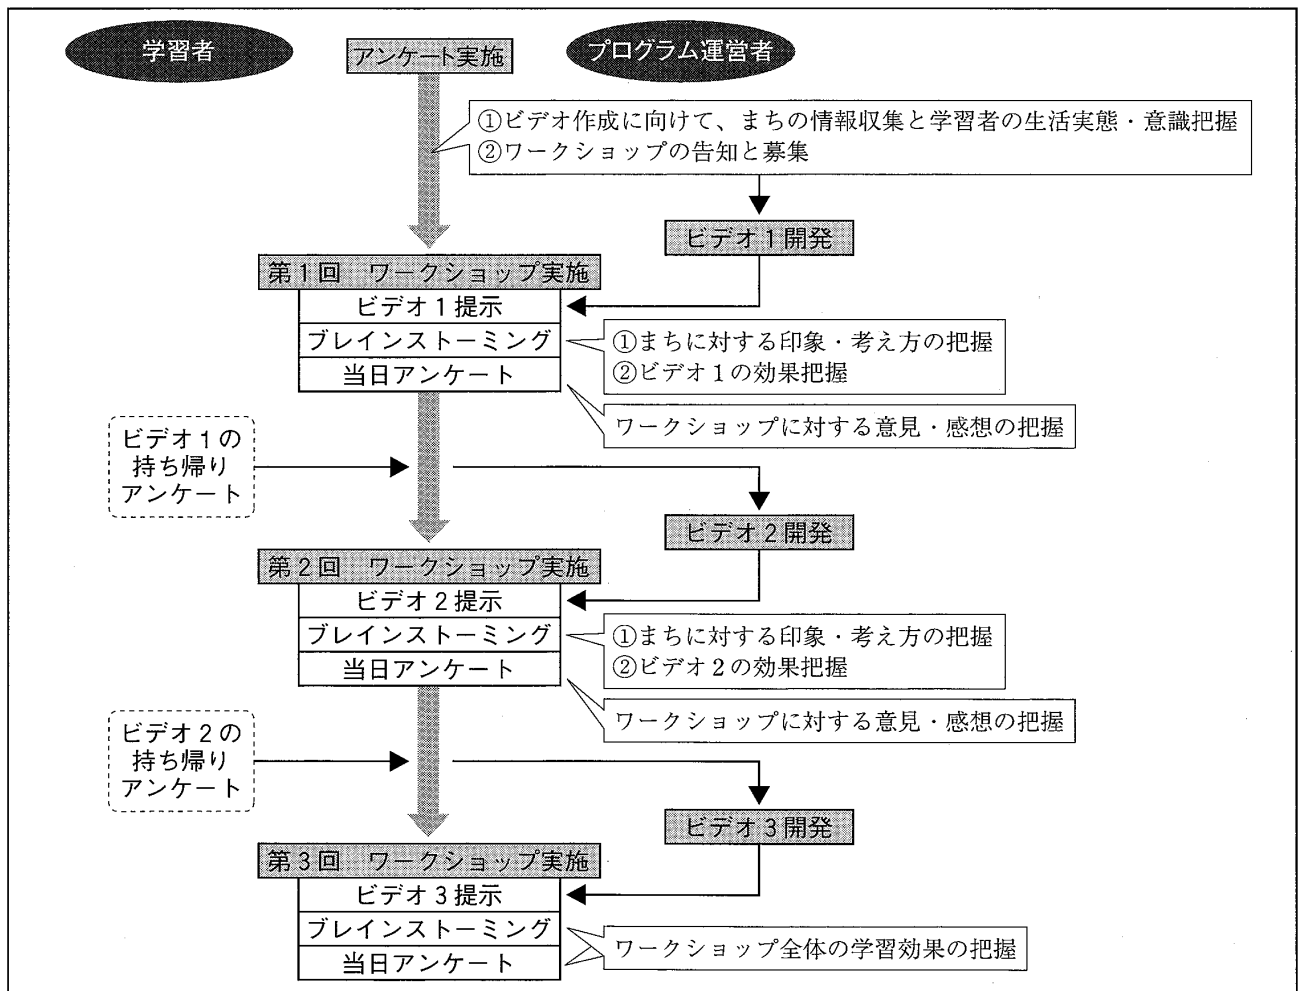 学習者
アンケート実施
プログラム運営者
①ビデオ作成に向けて、まちの情報収集と学習者の生活実態・意識把握
②ワークショップの告知と募集
ビデオ1開発
第1回　ワークショップ実施
ビデオ1提示
ブレインストーミング
当日アンケート
①まちに対する印象・考え方の把握
②ビデオ1の効果把握
ワークショップに対する意見・感想の把握
ビデオ1の
持ち帰り
アンケート
ビデオ2開発
第2回　ワークショップ実施
ビデオ2提示
ブレインストーミング
当日アンケート
①まちに対する印象・考え方の把握
②ビデオ2の効果把握
ワークショップに対する意見・感想の把握
ビデオ2の
持ち帰り
アンケート
ビデオ3開発
第3回　ワークショップ実施
ビデオ3提示
ブレインストーミング
当日アンケート
ワークショップ全体の学習効果の把握